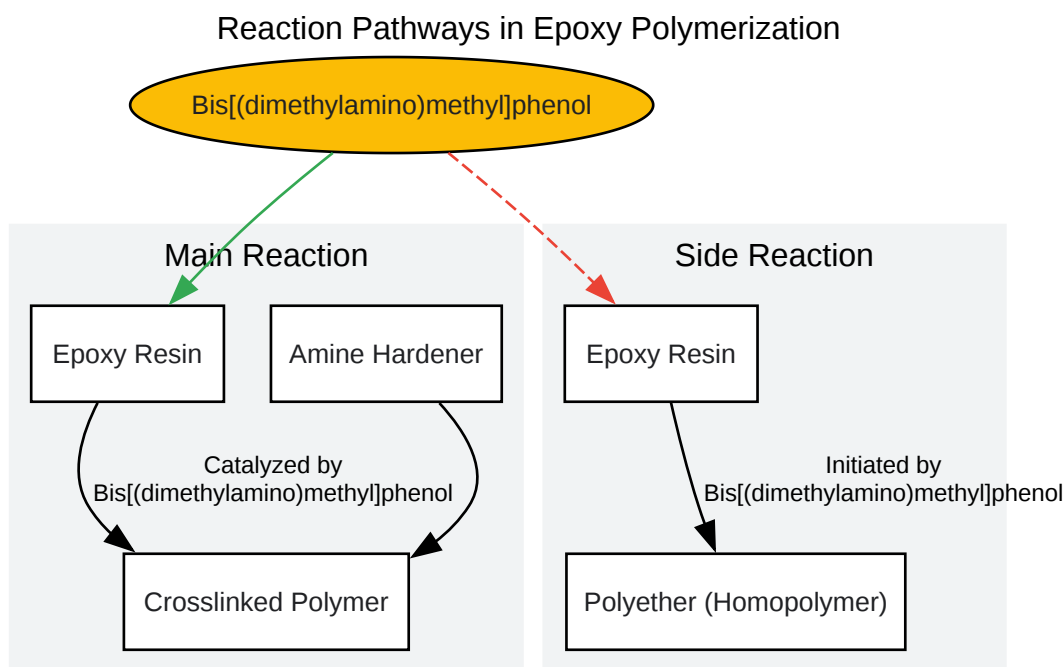 Reaction Pathways in Epoxy Polymerization
Bis[(dimethylamino)methyl]phenol
Main Reaction
Side Reaction
Epoxy Resin
Amine Hardener
Epoxy Resin
Catalyzed by
Bis[(dimethylamino)methyl]phenol
Initiated by
Bis[(dimethylamino)methyl]phenol
Crosslinked Polymer
Polyether (Homopolymer)